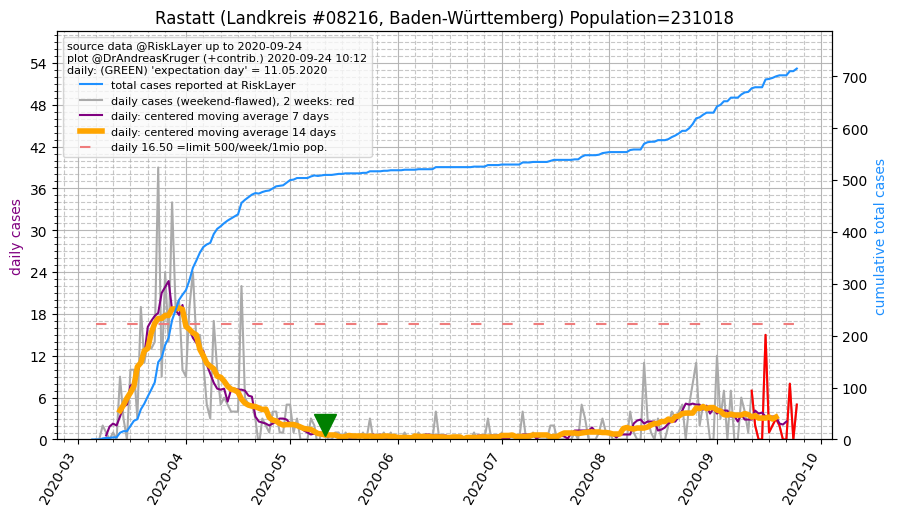 Rastatt (Landkreis #08216, Baden-Württemberg) Population=231018
source data @RiskLayer up to 2020-09-24
plot @DrAndreasKruger (+contrib.) 2020-09-24 10:12
daily: (GREEN) 'expectation day' = 11.05.2020
total cases reported at RiskLayer
daily cases (weekend-flawed), 2 weeks: red
daily: centered moving average 7 days
daily: centered moving average 14 days
daily 16.50 =limit 500/week/1mio pop.
daily cases
54
48
42
36
30
24
18
12
6
0
cumulative total cases
700
600
500
400
300
200
100
0
2020-03
2020-04
2020-05
2020-06
2020-07
2020-08
2020-09
2020-10